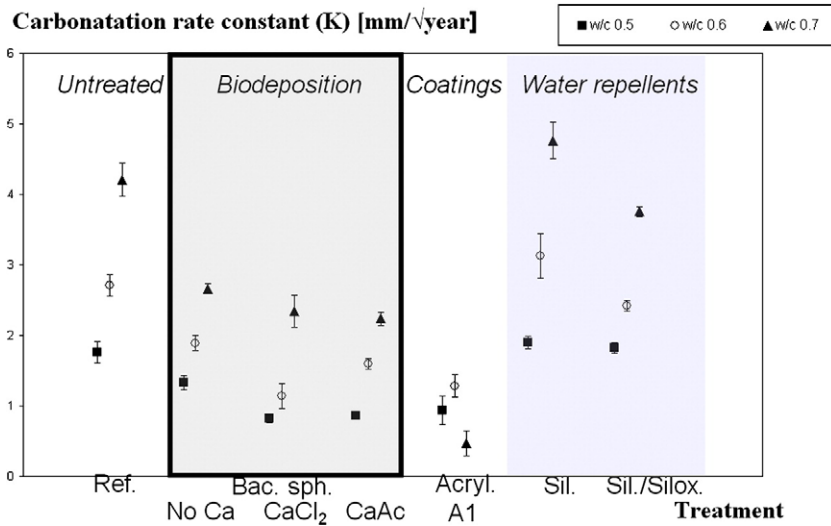 Carbonatation rate constant (K) [mm/√year]
■ w/c 0.5 ○ w/c 0.6 ▲ w/c 0.7
6
Untreated Biodeposition Coatings Water repellents
5
4
3
2
1
0
Ref. Bac. sph. Acryl. Sil. Sil./Silox.
No Ca CaCl₂ CaAc A1 Treatment